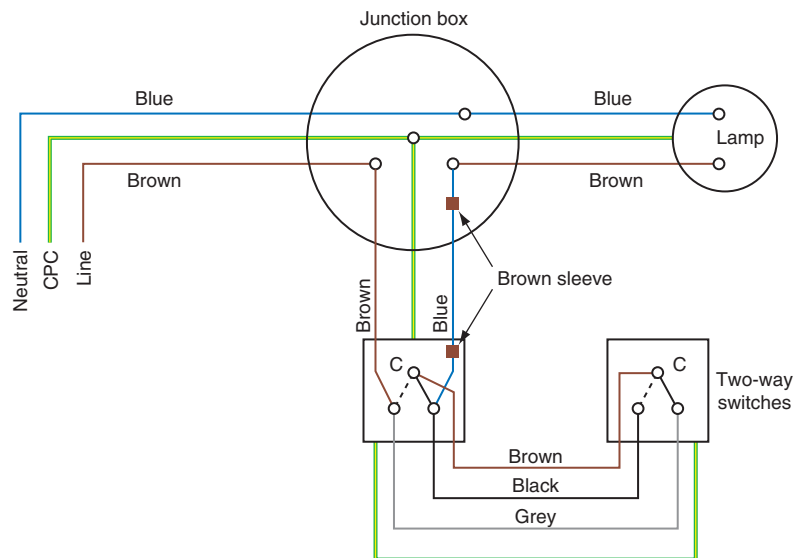 Junction box
Blue
Blue
Lamp
Brown
Brown
Neutral
CPC
Line
Brown sleeve
Brown
Blue
C
C
Two-way
switches
Brown
Black
Grey